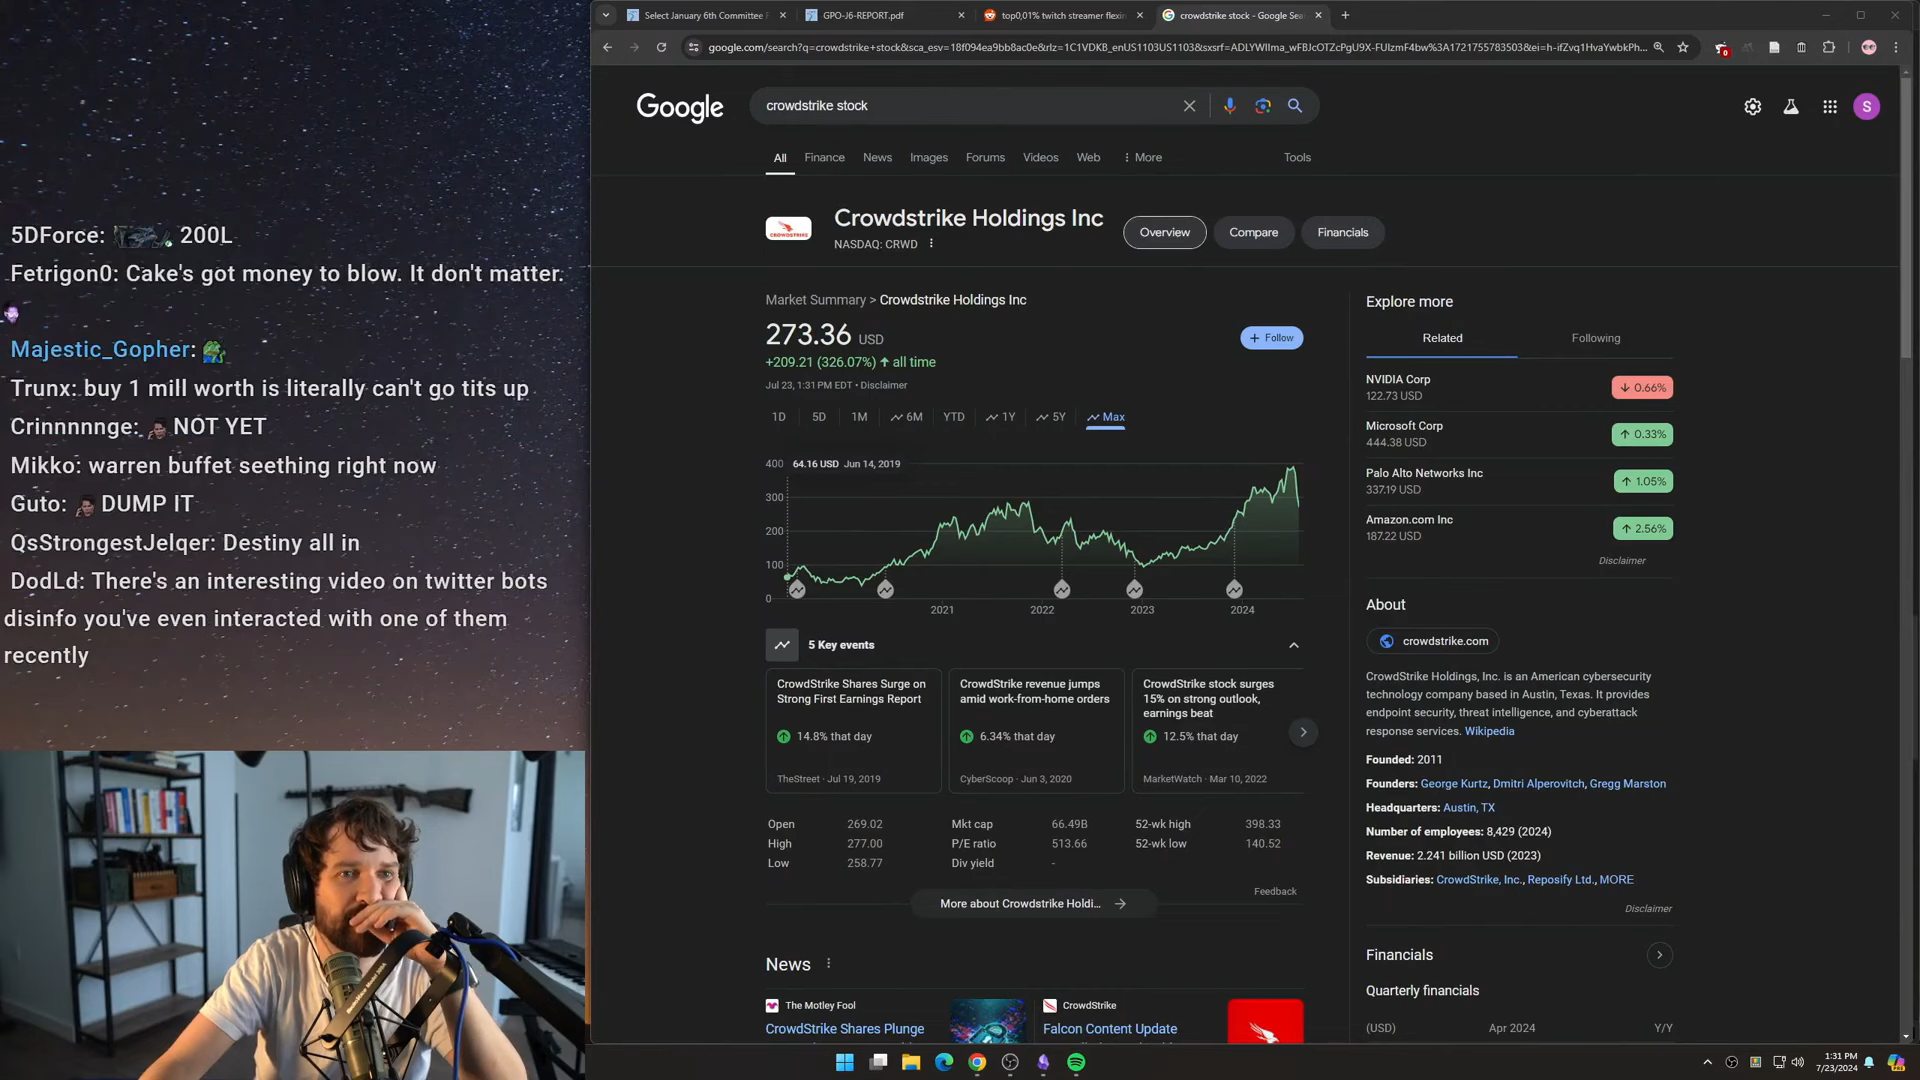 Select January 6th Committee F
GPO-J6-REPORT.pdf
top0,01% twitch streamer flexin
crowdstrike stock - Google Sea
google.com/search?q=crowdstrike+stock&sca_esv=18f094ea9bb8ac0e&rlz=1C1VDKB_enUS1103US1103&sxsrf=ADLYWIIma_wFBJcOTZcPgU9X-FUIzmF4bw%3A1721755783503&ei=h-ifZvq1HvaYwbkPh...
0
Google
crowdstrike stock
S
All
Finance
News
Images
Forums
Videos
Web
More
Tools
CROWDSTRIKE
Crowdstrike Holdings Inc
NASDAQ: CRWD
Overview
Compare
Financials
5DForce: 200L
Fetrigon0: Cake's got money to blow. It don't matter.
Majestic_Gopher:
Trunx: buy 1 mill worth is literally can't go tits up
Crinnnnnge: NOT YET
Mikko: warren buffet seething right now
Guto: DUMP IT
QsStrongestJelqer: Destiny all in
DodLd: There's an interesting video on twitter bots
disinfo you've even interacted with one of them
recently
Market Summary > Crowdstrike Holdings Inc
273.36 USD
+209.21 (326.07%) ↑ all time
Jul 23, 1:31 PM EDT • Disclaimer
+ Follow
1D
5D
1M
6M
YTD
1Y
5Y
Max
64.16 USD Jun 14, 2019
400
300
200
100
0
2021
2022
2023
2024
5 Key events
CrowdStrike Shares Surge on
Strong First Earnings Report
14.8% that day
TheStreet · Jul 19, 2019
CrowdStrike revenue jumps
amid work-from-home orders
6.34% that day
CyberScoop · Jun 3, 2020
CrowdStrike stock surges
15% on strong outlook,
earnings beat
12.5% that day
MarketWatch · Mar 10, 2022
Open 269.02
High 277.00
Low 258.77
Mkt cap 66.49B
P/E ratio 513.66
Div yield -
52-wk high 398.33
52-wk low 140.52
Feedback
More about Crowdstrike Holdi... →
News
The Motley Fool
CrowdStrike Shares Plunge
CrowdStrike
Falcon Content Update
Explore more
Related
Following
NVIDIA Corp
122.73 USD
↓ 0.66%
Microsoft Corp
444.38 USD
↑ 0.33%
Palo Alto Networks Inc
337.19 USD
↑ 1.05%
Amazon.com Inc
187.22 USD
↑ 2.56%
Disclaimer
About
crowdstrike.com
CrowdStrike Holdings, Inc. is an American cybersecurity
technology company based in Austin, Texas. It provides
endpoint security, threat intelligence, and cyberattack
response services. Wikipedia
Founded: 2011
Founders: George Kurtz, Dmitri Alperovitch, Gregg Marston
Headquarters: Austin, TX
Number of employees: 8,429 (2024)
Revenue: 2.241 billion USD (2023)
Subsidiaries: CrowdStrike, Inc., Reposify Ltd., MORE
Disclaimer
Financials
Quarterly financials
(USD)
Apr 2024
Y/Y
1:31 PM
7/23/2024